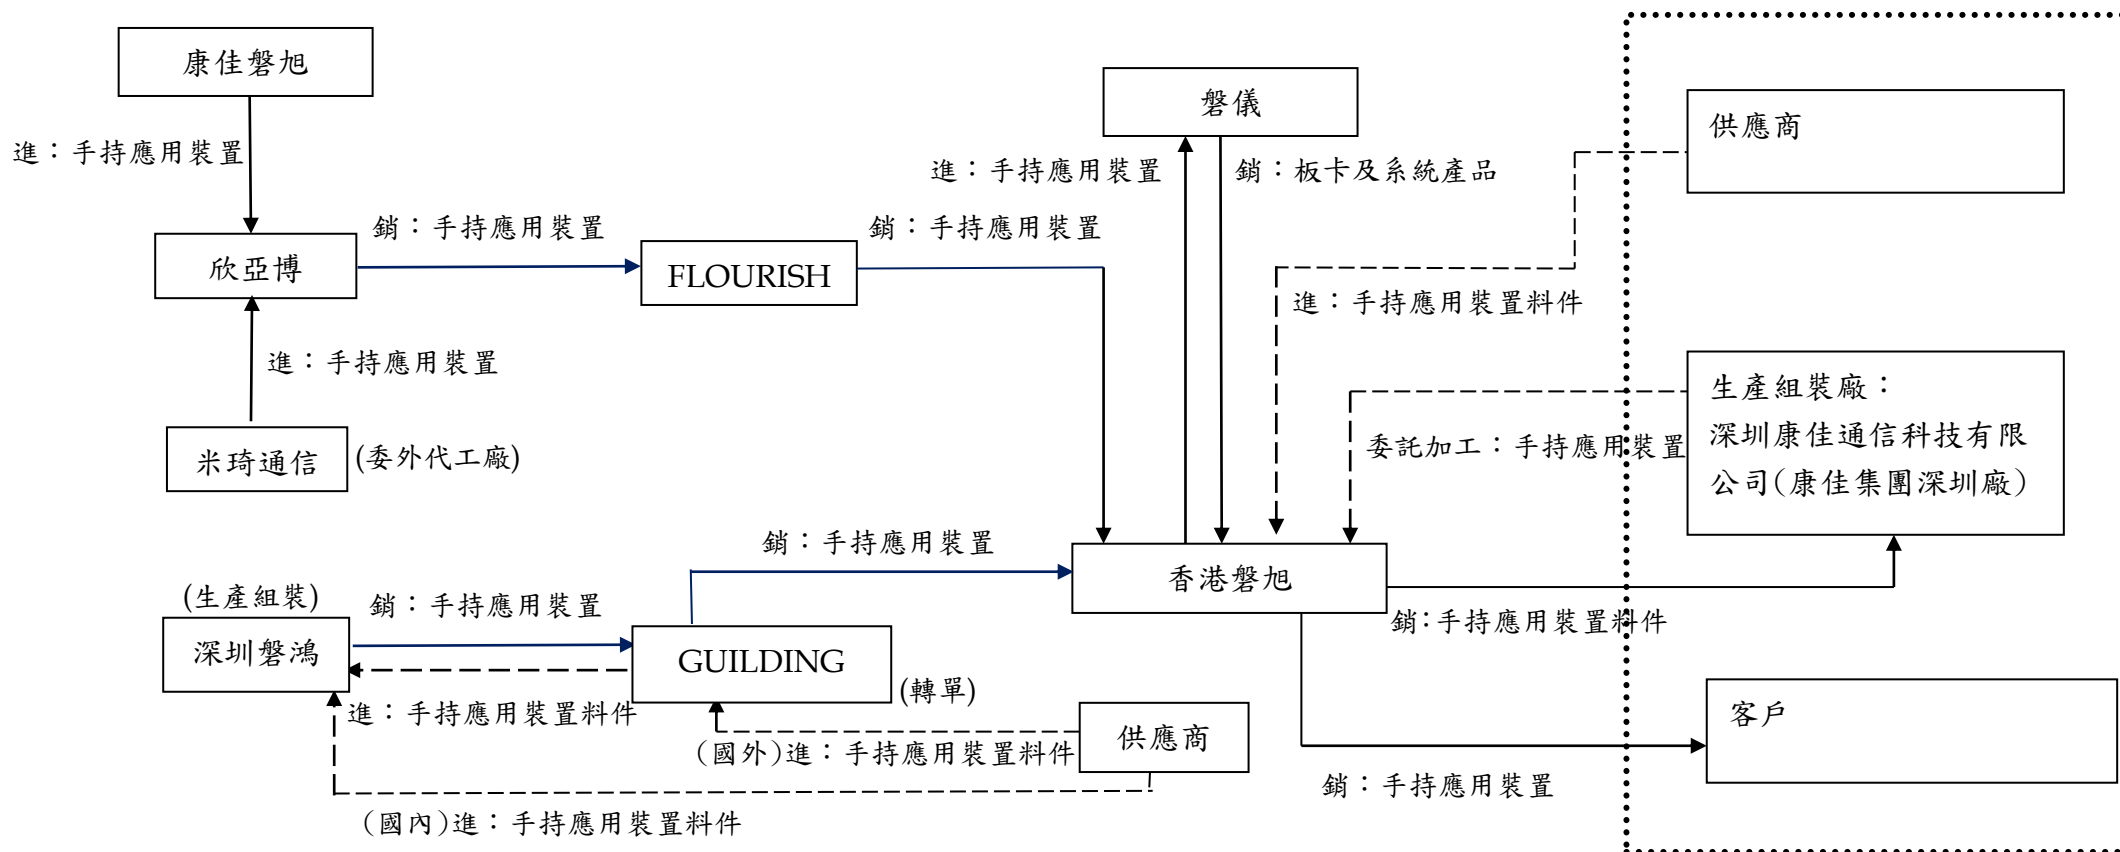 康佳磐旭
磐儀
供應商
進：手持應用裝置
進：手持應用裝置
銷：板卡及系統產品
銷：手持應用裝置
銷：手持應用裝置
欣亞博
FLOURISH
進：手持應用裝置料件
進：手持應用裝置
生產組裝廠：
深圳康佳通信科技有限
公司(康佳集團深圳廠)
米琦通信
(委外代工廠)
委託加工：手持應用裝置
銷：手持應用裝置
香港磐旭
(生產組裝)
銷：手持應用裝置
銷:手持應用裝置料件
深圳磐鴻
GUILDING
(轉單)
進：手持應用裝置料件
客戶
供應商
(國外)進：手持應用裝置料件
銷：手持應用裝置
(國內)進：手持應用裝置料件